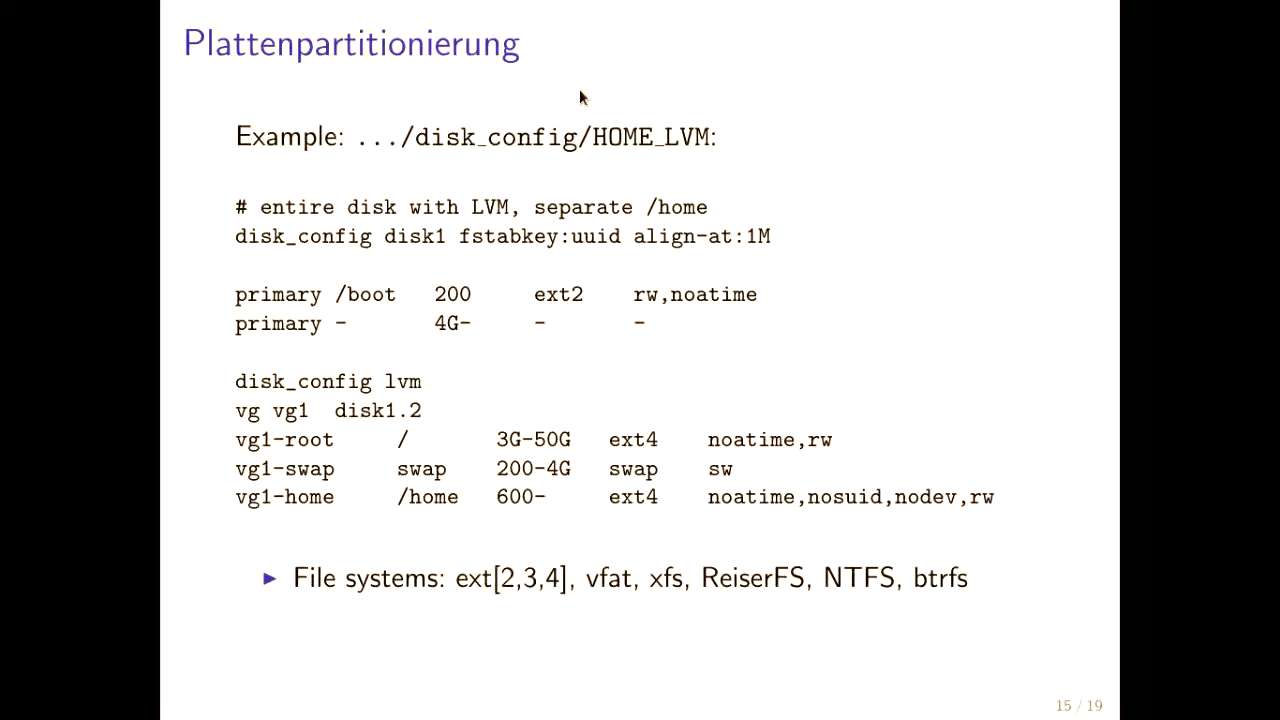 Plattenpartitionierung
Example: .../disk_config/HOME_LVM:
# entire disk with LVM, separate /home
disk_config disk1 fstabkey:uuid align-at:1M
primary /boot 200 ext2 rw,noatime
primary - 4G- - -
disk_config lvm
vg vg1 disk1.2
vg1-root / 3G-50G ext4 noatime,rw
vg1-swap swap 200-4G swap sw
vg1-home /home 600- ext4 noatime,nosuid,nodev,rw
► File systems: ext[2,3,4], vfat, xfs, ReiserFS, NTFS, btrfs
15 / 19